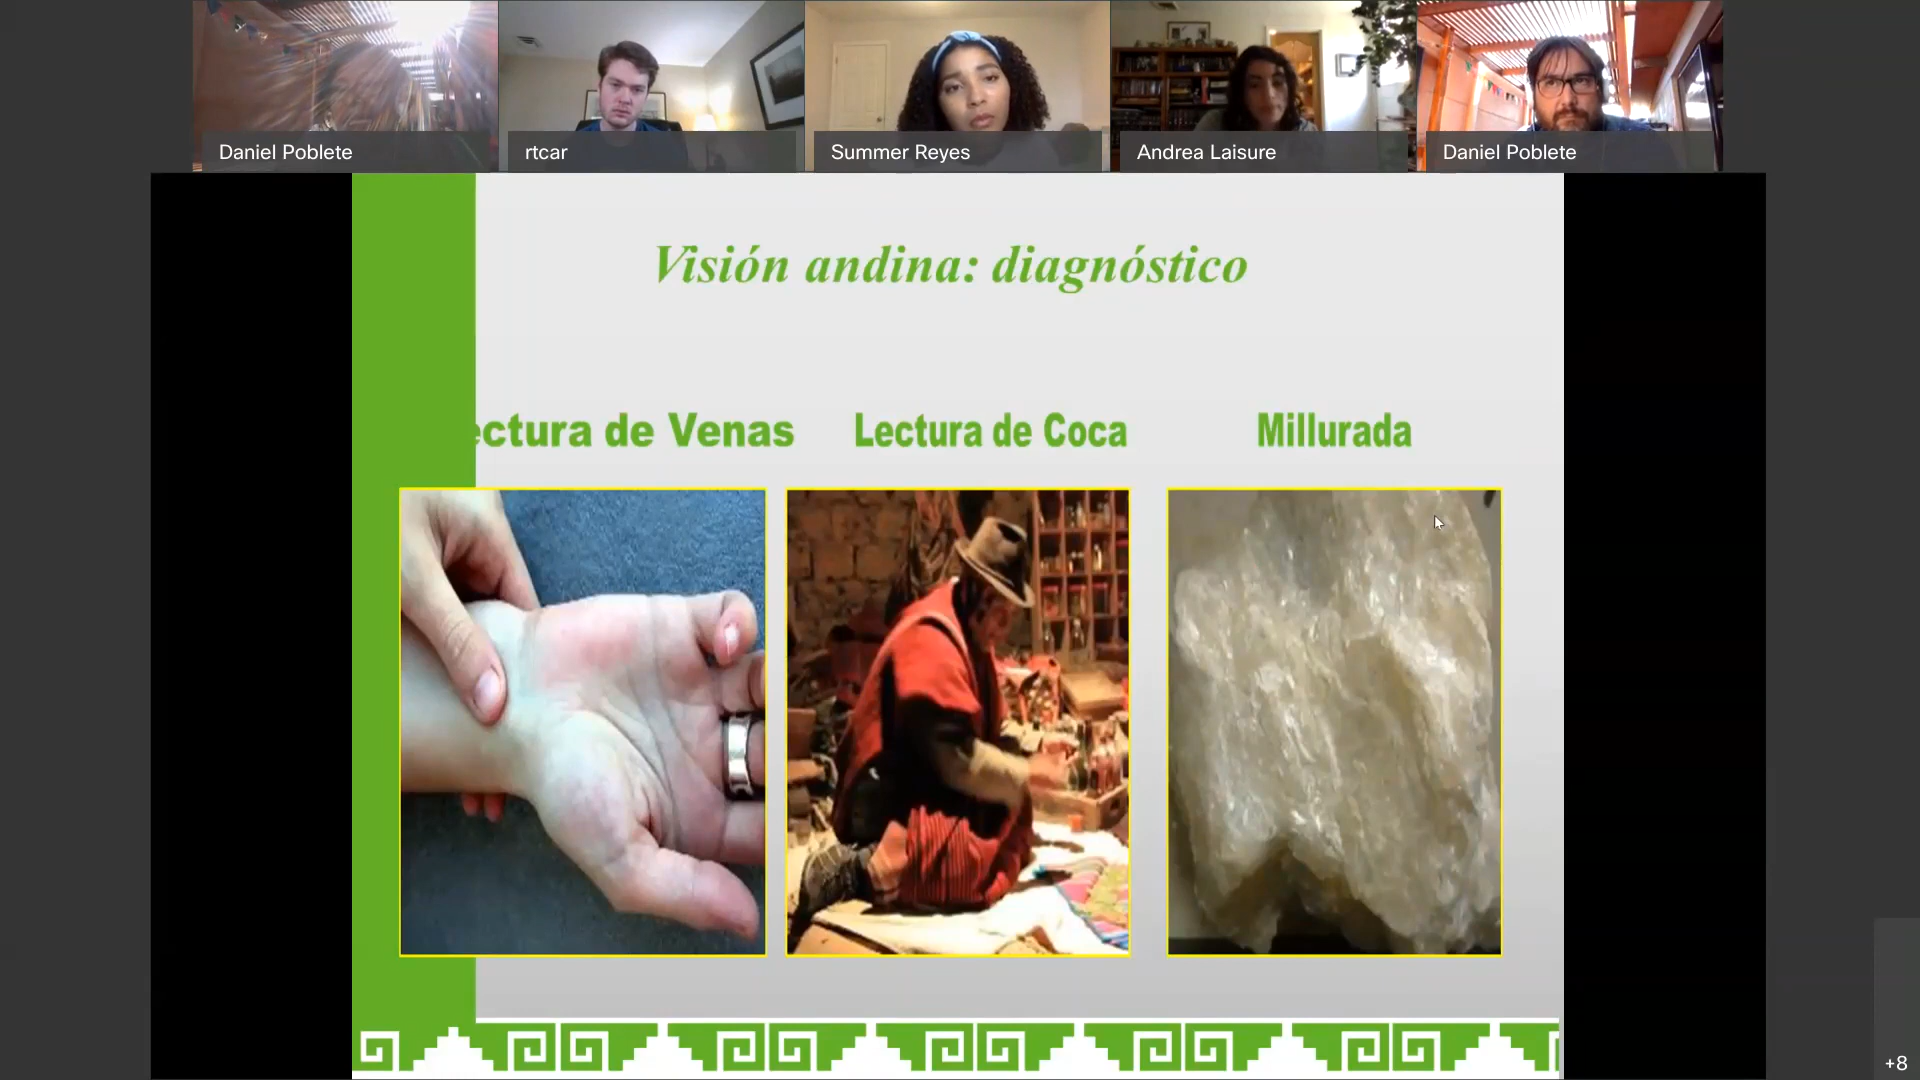 Daniel Poblete
rtcar
Summer Reyes
Andrea Laisure
Daniel Poblete
Visión andina: diagnóstico
ectura de Venas
Lectura de Coca
Millurada
+8